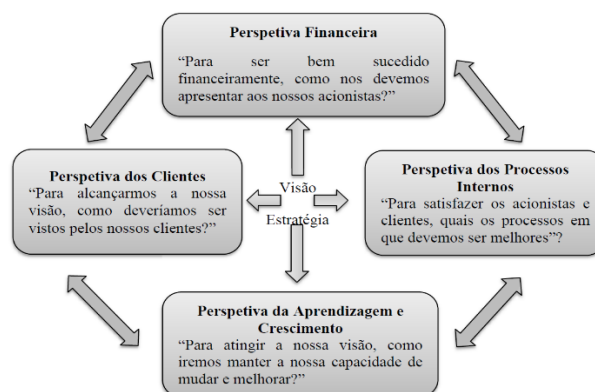 Perspetiva Financeira
“Para ser bem sucedido
financeiramente, como nos devemos
apresentar aos nossos acionistas?”
Perspetiva dos Clientes
“Para alcançarmos a nossa
visão, como deveríamos ser
vistos pelos nossos clientes?”
Visão
Estratégia
Perspetiva dos Processos
Internos
“Para satisfazer os acionistas e
clientes, quais os processos em
que devemos ser melhores”?
Perspetiva da Aprendizagem e
Crescimento
“Para atingir a nossa visão, como
iremos manter a nossa capacidade de
mudar e melhorar?”